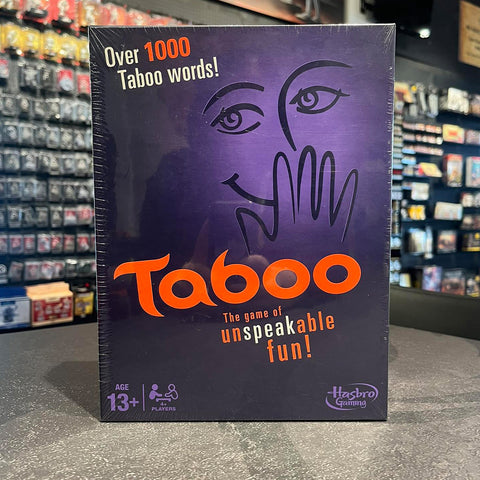 Over 1000
Taboo words!
Taboo
The game of
unspeakable
fun!
AGE
13+
4+
PLAYERS
Hasbro
Gaming